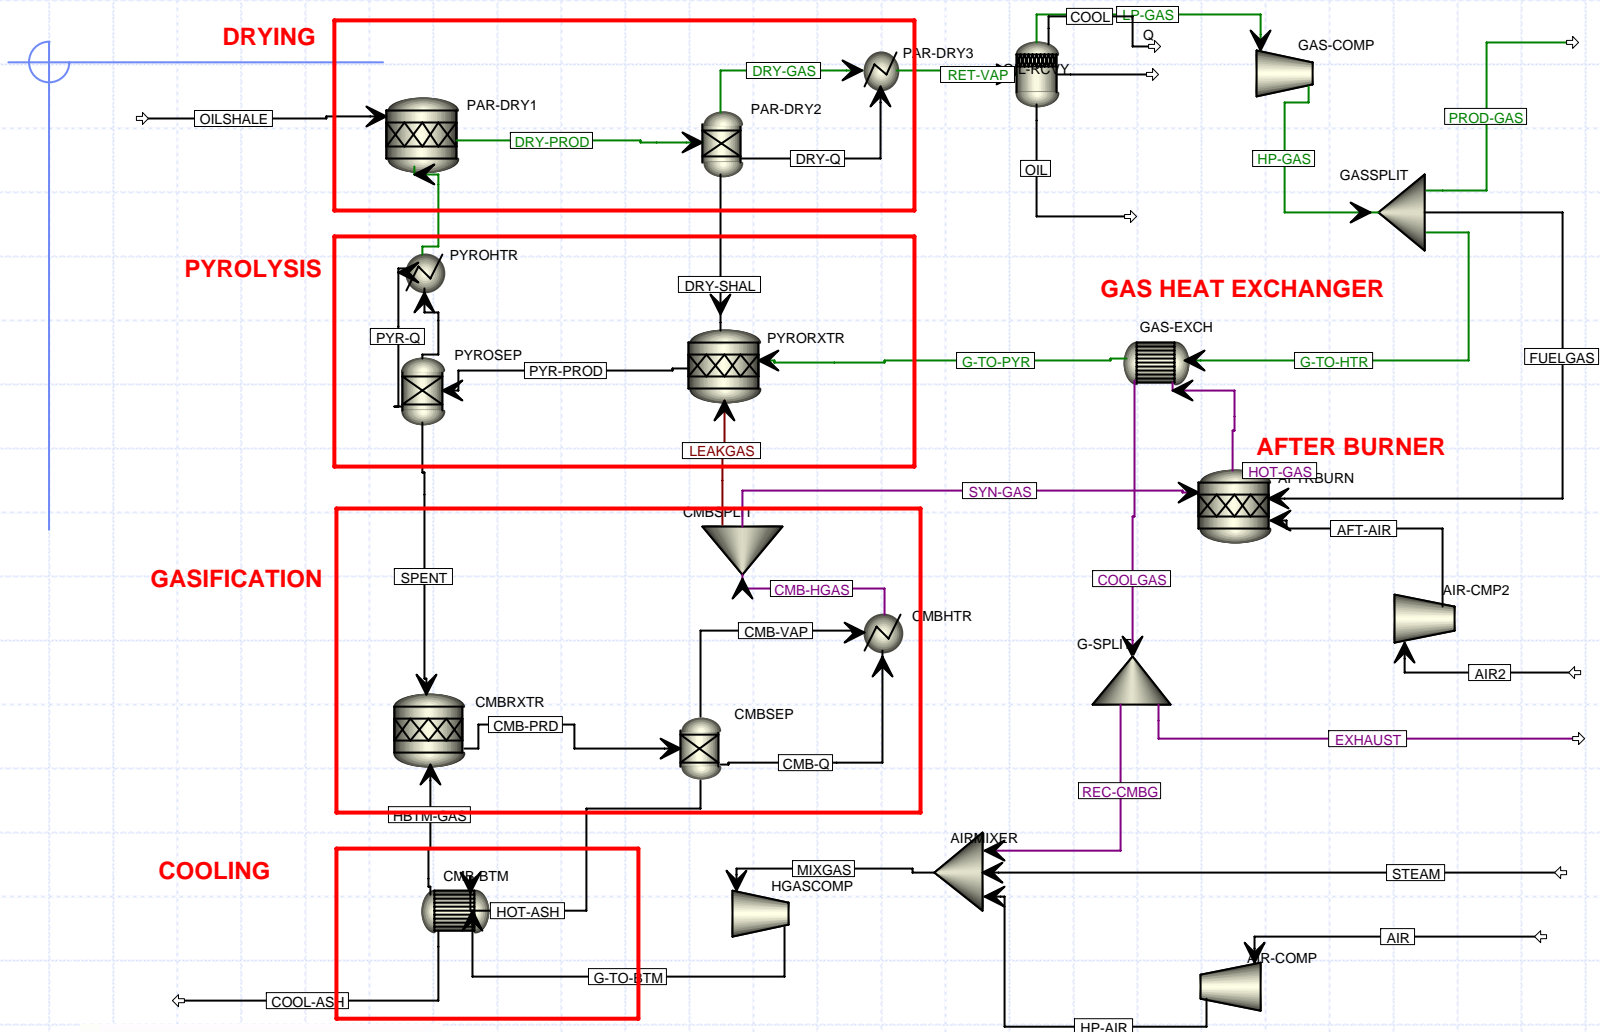 DRYING
COOL
LP-GAS
Q
GAS-COMP
PAR-DRY3
DRY-GAS
RET-VAP
PAR-DRY1
PAR-DRY2
OILSHALE
PROD-GAS
DRY-PROD
DRY-Q
HP-GAS
OIL
GASSPLIT
PYROLYSIS
PYROHTR
DRY-SHAL
GAS HEAT EXCHANGER
GAS-EXCH
PYR-Q
PYRORXTR
PYROSEP
PYR-PROD
G-TO-PYR
G-TO-HTR
FUELGAS
LEAKGAS
AFTER BURNER
HOT-GAS
SYN-GAS
CMBSPLIT
AFT-AIR
GASIFICATION
SPENT
CMB-HGAS
COOLGAS
AIR-CMP2
CMBHTR
CMB-VAP
G-SPLIT
AIR2
CMBRXTR
CMB-PRD
CMBSEP
CMB-Q
EXHAUST
REC-CMBG
HBTM-GAS
AIRMIXER
COOLING
CMB-BTM
MIXGAS
STEAM
HGASCOMP
HOT-ASH
AIR
AIR-COMP
G-TO-BTM
COOL-ASH
HP-AIR